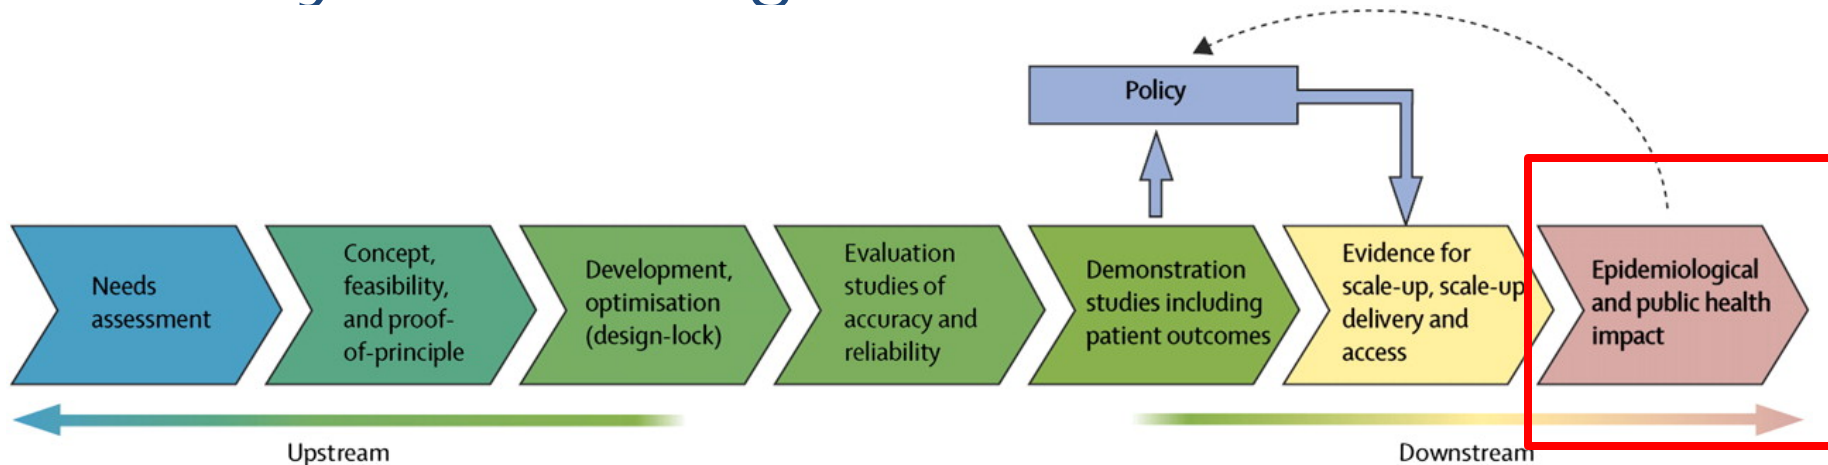 Policy
Needs
assessment
Concept,
feasibility,
and proof-
of-principle
Development,
optimisation
(design-lock)
Evaluation
studies of
accuracy and
reliability
Demonstration
studies including
patient outcomes
Evidence for
scale-up, scale-up
delivery and
access
Epidemiological
and public health
impact
Upstream
Downstream